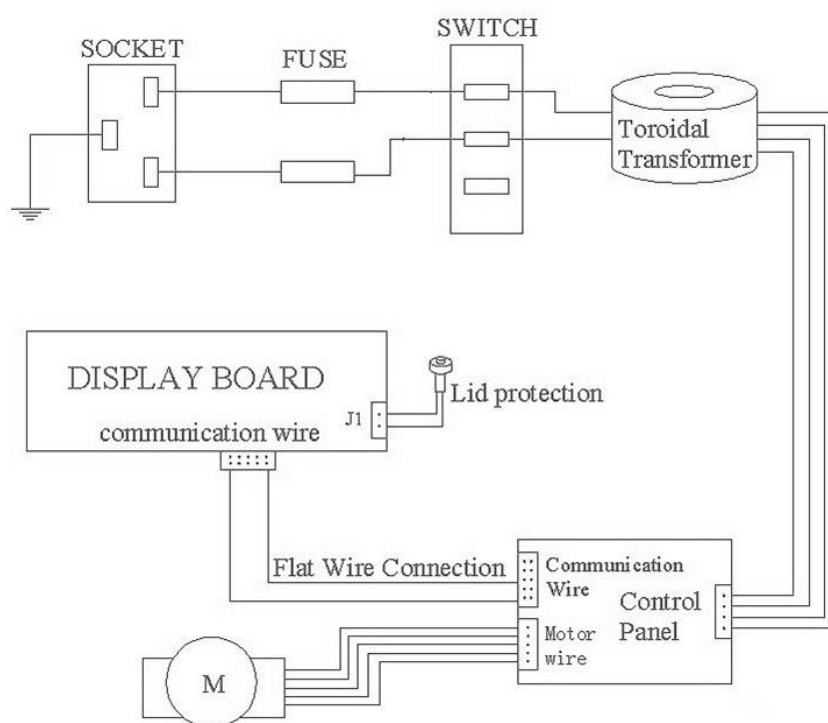 SOCKET
FUSE
SWITCH
Toroidal
Transformer
DISPLAY BOARD
communication wire
J1
Lid protection
Flat Wire Connection
Communication
Wire
Control
Panel
Motor
wire
M